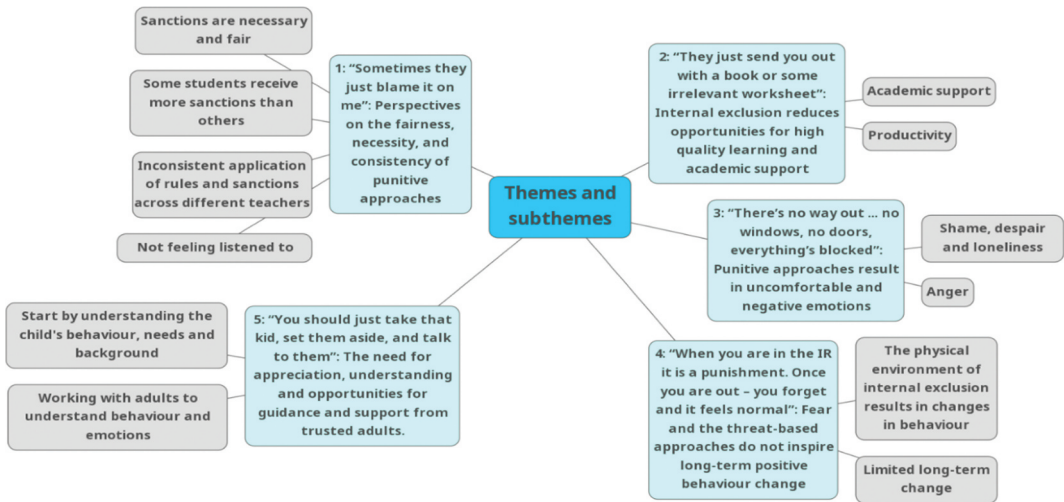 Themes and
subthemes
1: “Sometimes they
just blame it on
me”: Perspectives
on the fairness,
necessity, and
consistency of
punitive
approaches
Sanctions are necessary
and fair
Some students receive
more sanctions than
others
Inconsistent application
of rules and sanctions
across different teachers
Not feeling listened to
2: “They just send you out
with a book or some
irrelevant worksheet”:
Internal exclusion reduces
opportunities for high
quality learning and
academic support
Academic support
Productivity
3: “There’s no way out ... no
windows, no doors,
everything’s blocked”:
Punitive approaches result
in uncomfortable and
negative emotions
Shame, despair
and loneliness
Anger
4: “When you are in the IR
it is a punishment. Once
you are out – you forget
and it feels normal”: Fear
and the threat-based
approaches do not inspire
long-term positive
behaviour change
The physical
environment of
internal exclusion
results in changes
in behaviour
Limited long-term
change
5: “You should just take that
kid, set them aside, and talk
to them”: The need for
appreciation, understanding
and opportunities for
guidance and support from
trusted adults.
Start by understanding the
child's behaviour, needs and
background
Working with adults to
understand behaviour and
emotions